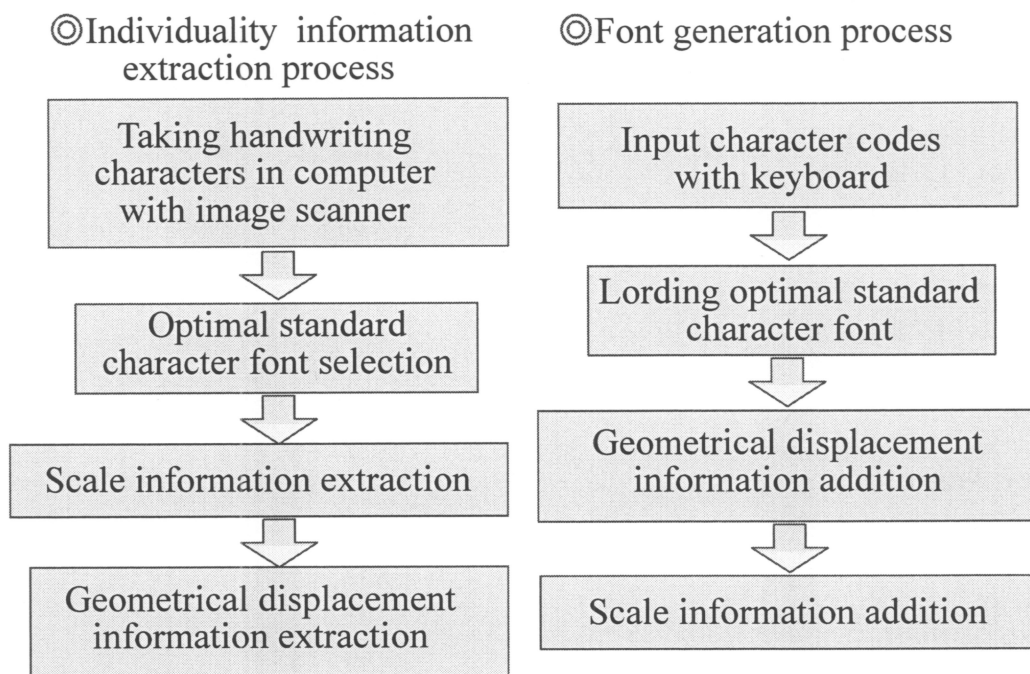 ◎Individuality information
extraction process
Taking handwriting
characters in computer
with image scanner
Optimal standard
character font selection
Scale information extraction
Geometrical displacement
information extraction
◎Font generation process
Input character codes
with keyboard
Lording optimal standard
character font
Geometrical displacement
information addition
Scale information addition